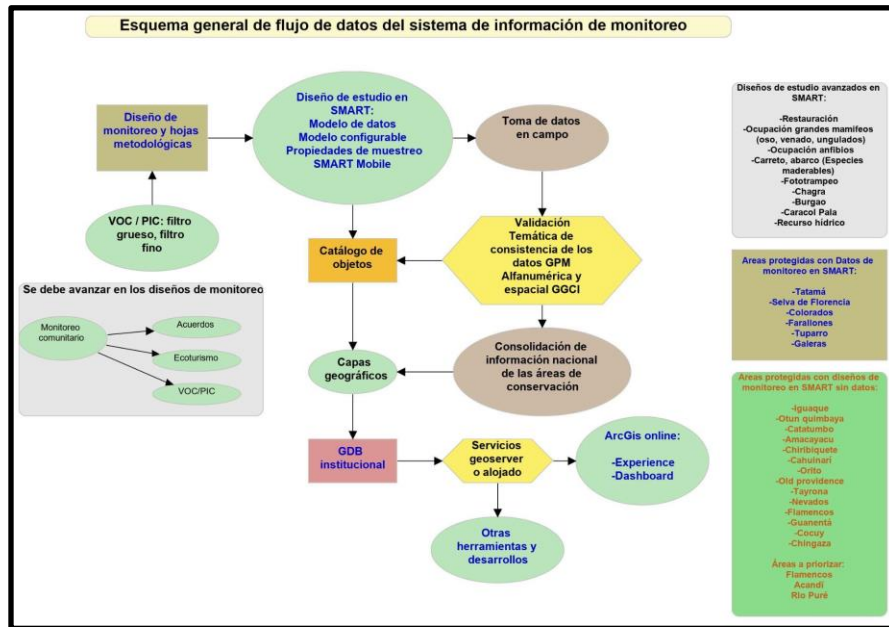 Esquema general de flujo de datos del sistema de información de monitoreo
Diseño de
monitoreo y hojas
metodológicas
Diseño de estudio en
SMART:
Modelo de datos
Modelo configurable
Propiedades de muestreo
SMART Mobile
Toma de datos
en campo
VOC / PIC: filtro
grueso, filtro
fino
Catálogo de
objetos
Validación
Temática de
consistencia de los
datos GPM
Alfanumérica y
espacial GGCI
Se debe avanzar en los diseños de monitoreo
Monitoreo
comunitario
Acuerdos
Ecoturismo
VOC/PIC
Capas
geográficos
Consolidación de
información nacional
de las áreas de
conservación
GDB
institucional
Servicios
geoserver
o alojado
ArcGis online:
-Experience
-Dashboard
Otras
herramientas y
desarrollos
Diseños de estudio avanzados en
SMART:
-Restauración
-Ocupación grandes mamífeos
(oso, venado, ungulados)
-Ocupación anfibios
-Carreto, abarco (Especies
maderables)
-Fototrampeo
-Chagra
-Burgao
-Caracol Pala
-Recurso hídrico
Areas protegidas con Datos de
monitoreo en SMART:
-Tatamá
-Selva de Florencia
-Colorados
-Farallones
-Tuparro
-Galeras
Areas protegidas con diseños de
monitoreo en SMART sin datos:
-Iguaque
-Otun quimbaya
-Catatumbo
-Amacayacu
-Chiribiquete
-Cahuinarí
-Orito
-Old providence
-Tayrona
-Nevados
-Flamencos
-Guanentá
-Cocuy
-Chingaza
Áreas a priorizar:
Flamencos
Acandí
Río Puré